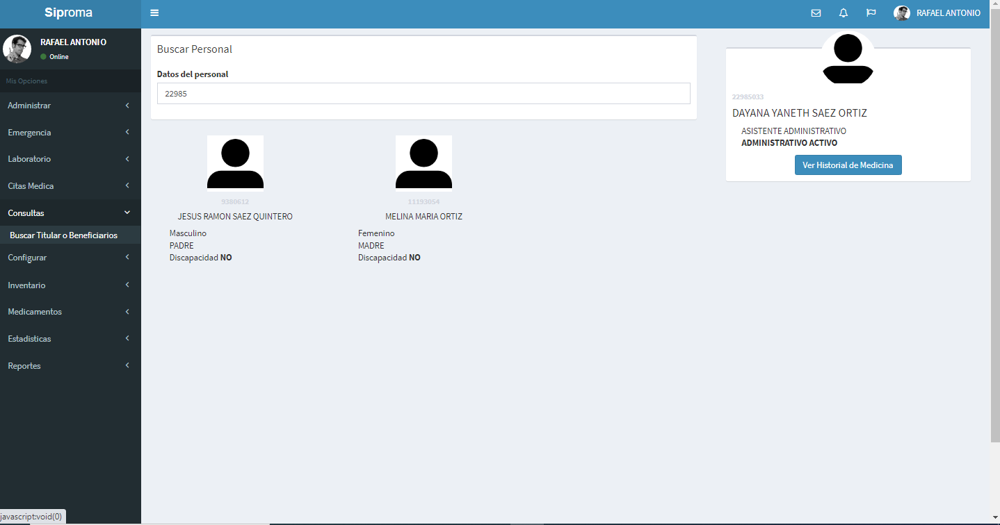 Siproma
RAFAEL ANTONIO
RAFAEL ANTONIO
Online
Mis Opciones
Administrar
Emergencia
Laboratorio
Citas Medica
Consultas
Buscar Titular o Beneficiarios
Configurar
Inventario
Medicamentos
Estadisticas
Reportes
Buscar Personal
Datos del personal
22985
9380612
JESUS RAMON SAEZ QUINTERO
Masculino
PADRE
Discapacidad NO
11193054
MELINA MARIA ORTIZ
Femenino
MADRE
Discapacidad NO
22985033
DAYANA YANETH SAEZ ORTIZ
ASISTENTE ADMINISTRATIVO
ADMINISTRATIVO ACTIVO
Ver Historial de Medicina
javascript:void(0)